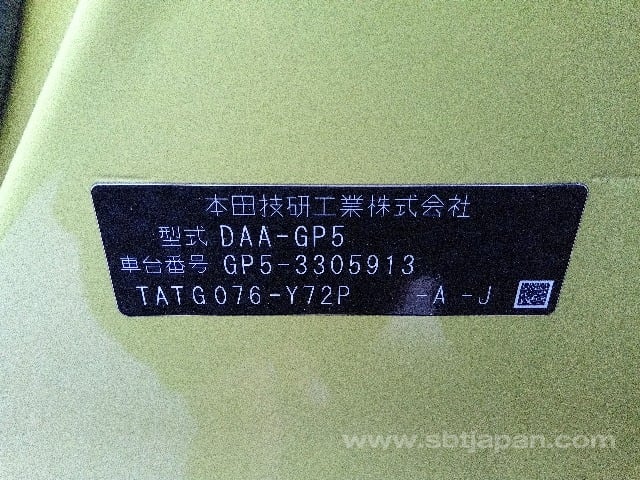 本田技研工業株式会社
型式 DAA-GP5
車台番号 GP5-3305913
TATG076-Y72P -A -J
www.sbtjapan.com